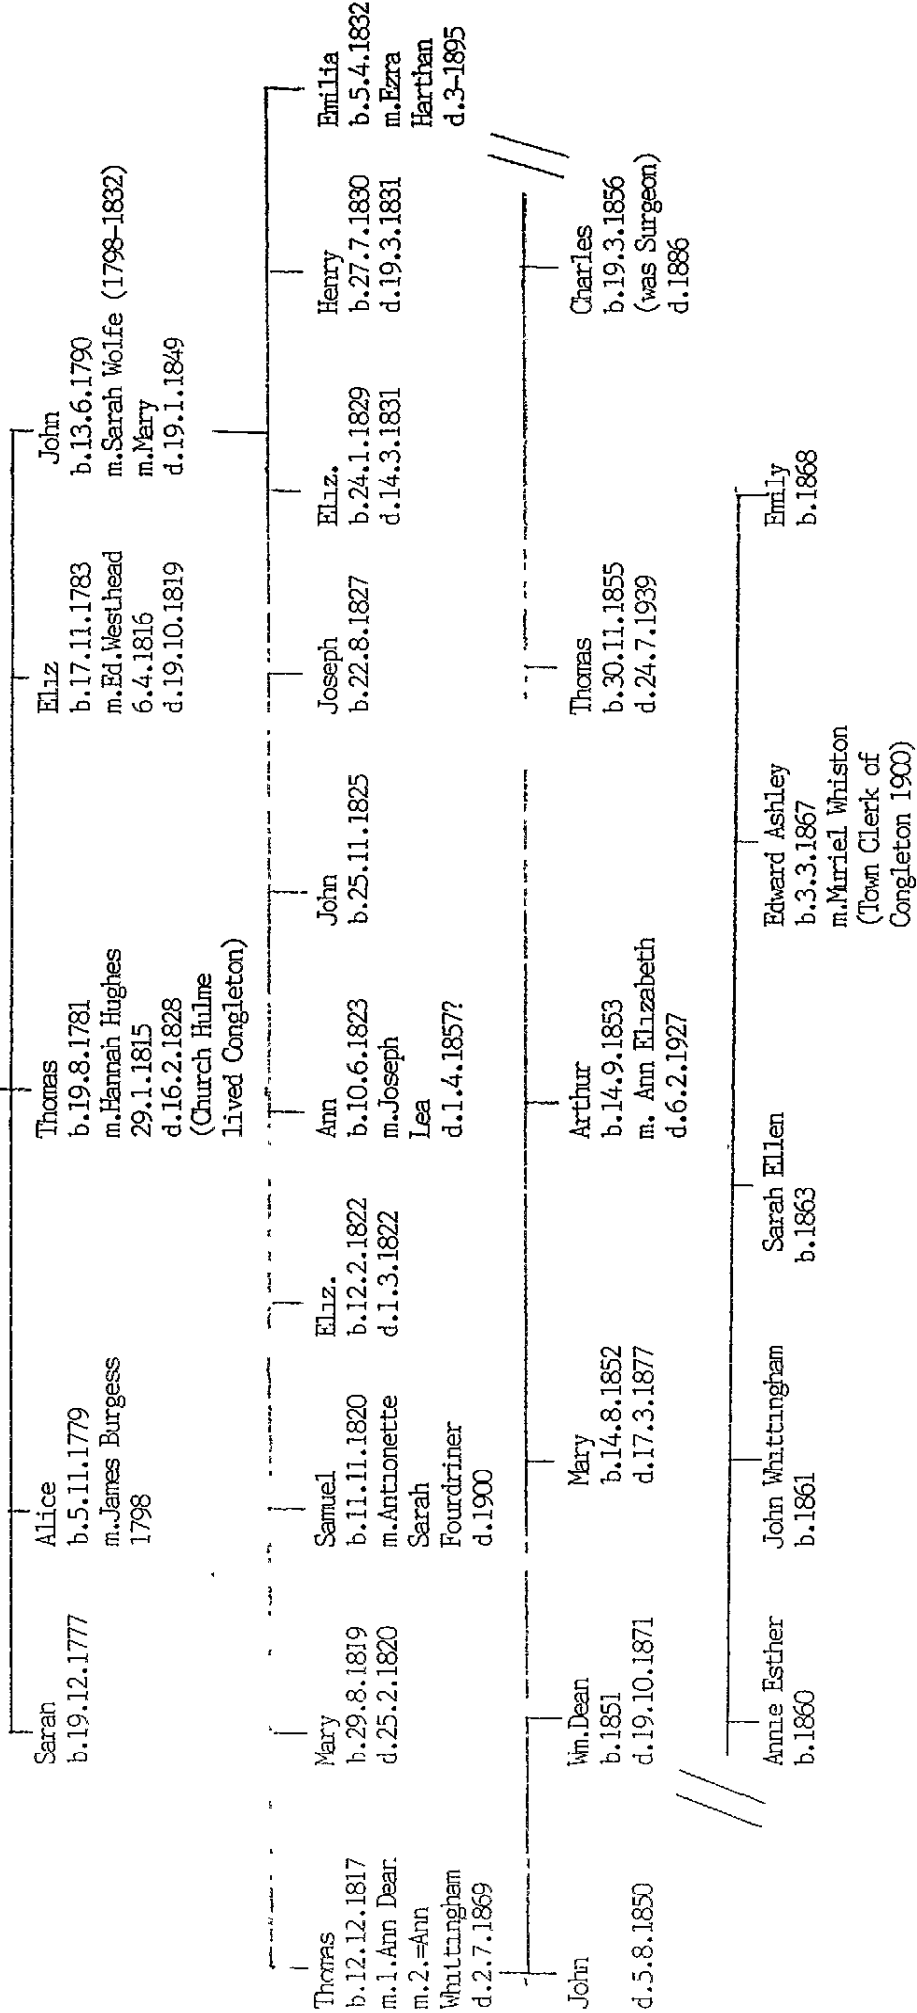 Sarah
b.19.12.1777
Alice
b.5.11.1779
m.James Burgess
1798
Thomas
b.19.8.1781
m.Hannah Hughes
29.1.1815
d.16.2.1828
(Church Hulme
lived Congleton)
Eliz
b.17.11.1783
m.Ed.Westhead
6.4.1816
d.19.10.1819
John
b.13.6.1790
m.Sarah Wolfe (1798-1832)
m.Mary
d.19.1.1849
Thomas
b.12.12.1817
m.1.Ann Dean
m.2.=Ann
Whittingham
d.2.7.1869
Mary
b.29.8.1819
d.25.2.1820
Samuel
b.11.11.1820
m.Antionette
Sarah
Fourdriner
d.1900
Eliz.
b.12.2.1822
d.1.3.1822
Ann
b.10.6.1823
m.Joseph
Lea
d.1.4.1857?
John
b.25.11.1825
Joseph
b.22.8.1827
Eliz.
b.24.1.1829
d.14.3.1831
Henry
b.27.7.1830
d.19.3.1831
Emilia
b.5.4.1832
m.Ezra
Harthan
d.3-1895
John
d.5.8.1850
Wm.Dean
b.1851
d.19.10.1871
Mary
b.14.8.1852
d.17.3.1877
Arthur
b.14.9.1853
m. Ann Elizabeth
d.6.2.1927
Thomas
b.30.11.1855
d.24.7.1939
Charles
b.19.3.1856
(was Surgeon)
d.1886
Annie Esther
b.1860
John Whittingham
b.1861
Sarah Ellen
b.1863
Edward Ashley
b.3.3.1867
m.Muriel Whiston
(Town Clerk of
Congleton 1900)
Emily
b.1868